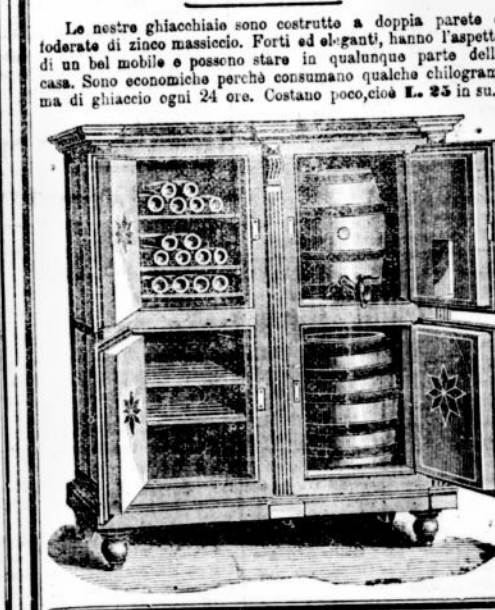 Le nostre ghiacchiaie sono costrutte a doppia parete e
foderate di zinco massiccio. Forti ed eleganti, hanno l'aspett
di un bel mobile e possono stare in qualunque parte dell
casa. Sono economiche perchè consumano qualche chilogram
ma di ghiaccio ogni 24 ore. Costano poco,cioè L. 25 in su.